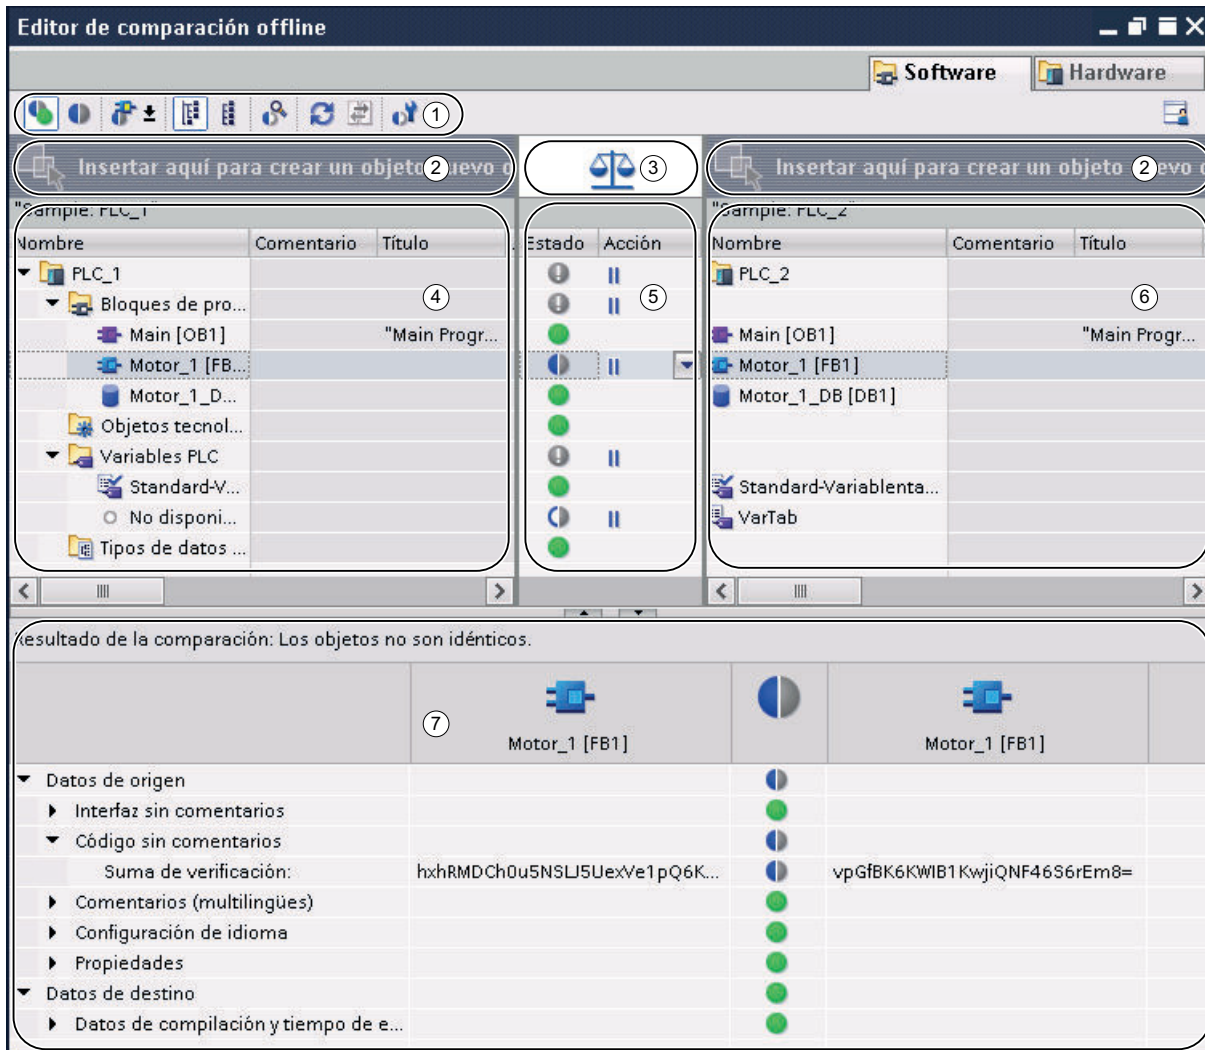 Editor de comparación offline
Software Hardware
1
Insertar aquí para crear un objeto 2 3 Insertar aquí para crear un objeto 2
"Sample: PLC_1" "Sample: PLC_2"
Nombre Comentario Título Estado Acción Nombre Comentario Título
PLC_1 4 5 PLC_2 6
Bloques de pro...
Main [OB1] "Main Progr... Main [OB1] "Main Progr...
Motor_1 [FB... Motor_1 [FB1]
Motor_1_D... Motor_1_DB [DB1]
Objetos tecnol...
Variables PLC
Standard-V... Standard-Variablenta...
No disponi... VarTab
Tipos de datos ...
Resultado de la comparación: Los objetos no son idénticos.
7
Motor_1 [FB1] Motor_1 [FB1]
Datos de origen
Interfaz sin comentarios
Código sin comentarios
Suma de verificación: hxhRMDCh0u5NSLJ5UexVe1pQ6K... vpGfBK6KWIB1KwjiQNF46S6rEm8=
Comentarios (multilingües)
Configuración de idioma
Propiedades
Datos de destino
Datos de compilación y tiempo de e...